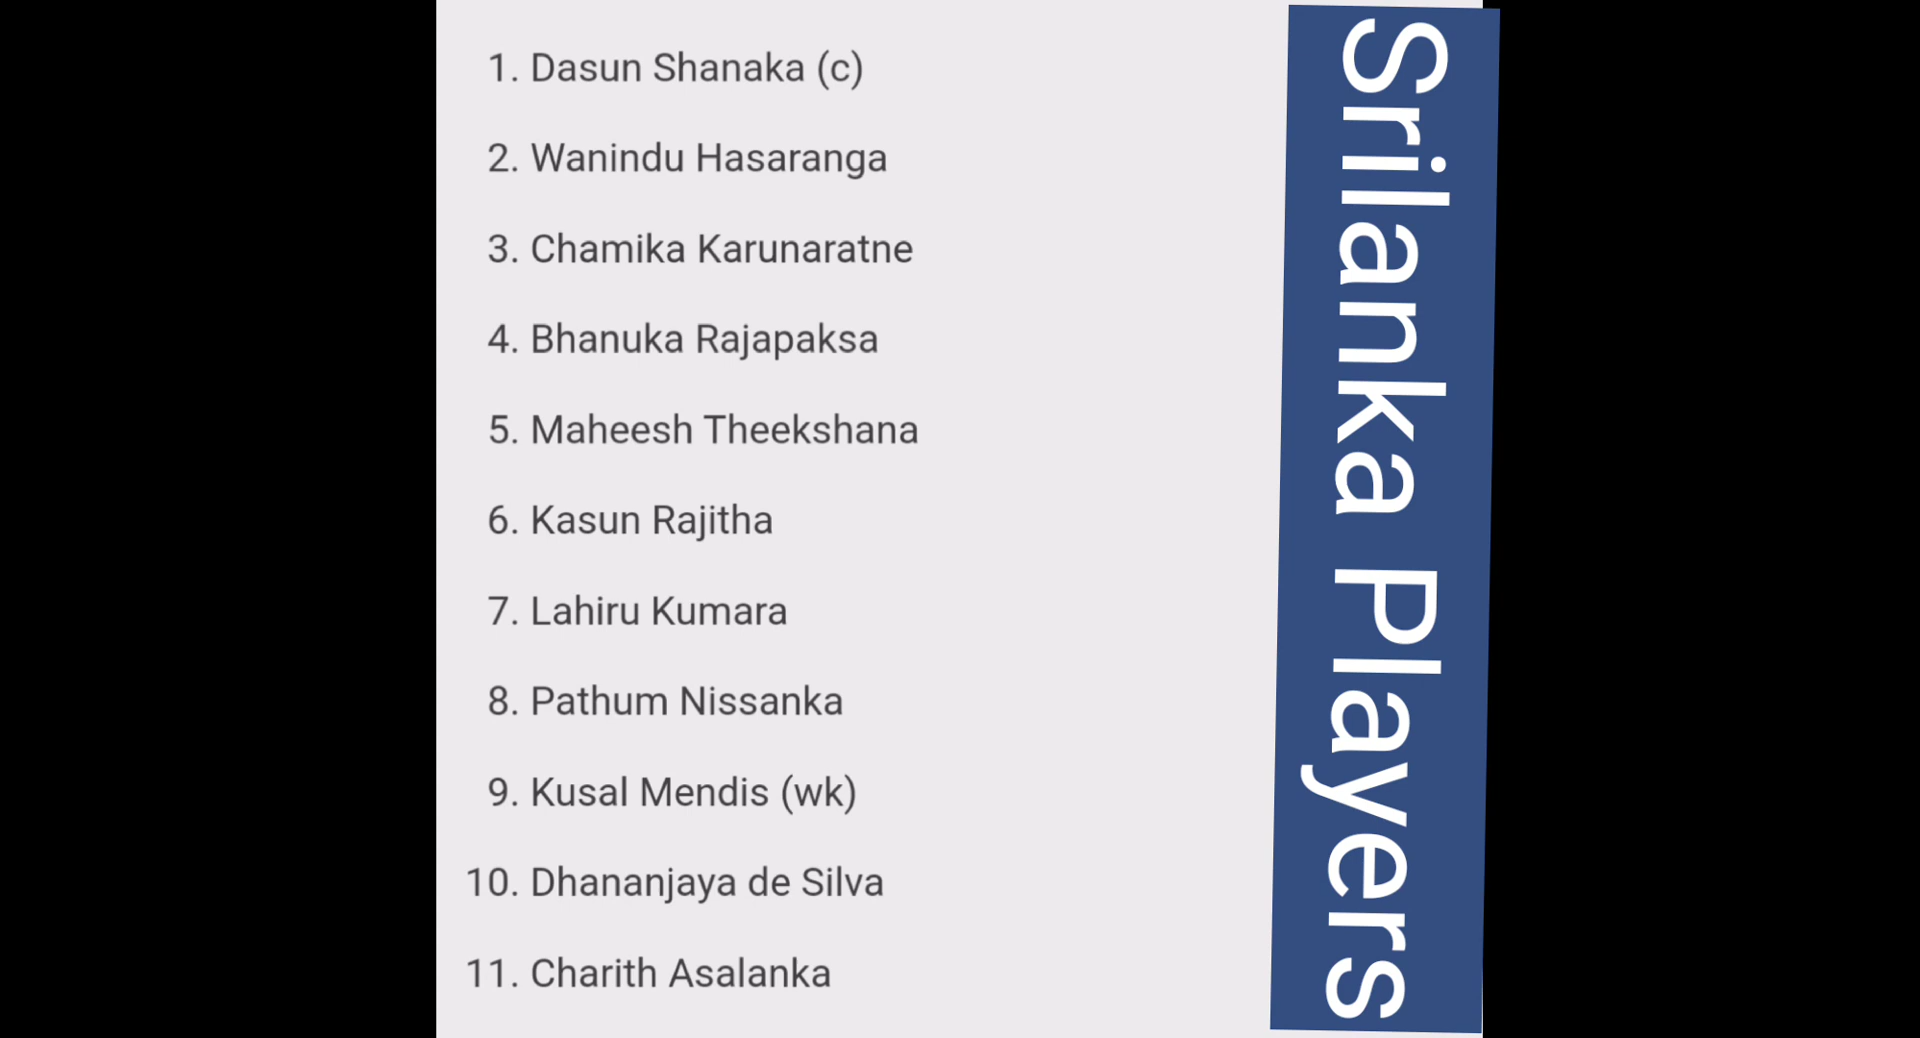 1. Dasun Shanaka (c)
2. Wanindu Hasaranga
3. Chamika Karunaratne
4. Bhanuka Rajapaksa
5. Maheesh Theekshana
6. Kasun Rajitha
7. Lahiru Kumara
8. Pathum Nissanka
9. Kusal Mendis (wk)
10. Dhananjaya de Silva
11. Charith Asalanka
Srilanka Players